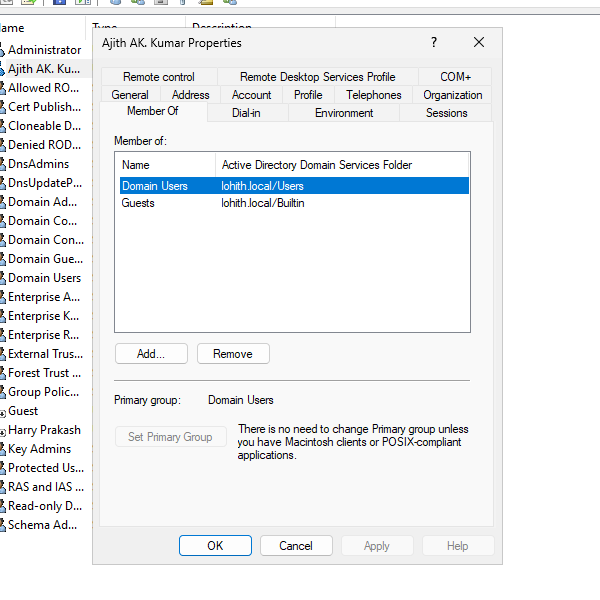 ame Type Description
Administrator
Ajith AK. Ku...
Allowed RO...
Cert Publish...
Cloneable D...
Denied ROD...
DnsAdmins
DnsUpdateP...
Domain Ad...
Domain Co...
Domain Con...
Domain Gue...
Domain Users
Enterprise A...
Enterprise K...
Enterprise R...
External Trus...
Forest Trust ...
Group Polic...
Guest
Harry Prakash
Key Admins
Protected Us...
RAS and IAS ...
Read-only D...
Schema Ad...
Ajith AK. Kumar Properties ?
Remote control Remote Desktop Services Profile COM+
General Address Account Profile Telephones Organization
Member Of Dial-in Environment Sessions
Member of:
Name Active Directory Domain Services Folder
Domain Users lohith.local/Users
Guests lohith.local/Builtin
Add... Remove
Primary group: Domain Users
Set Primary Group
There is no need to change Primary group unless
you have Macintosh clients or POSIX-compliant
applications.
OK Cancel Apply Help